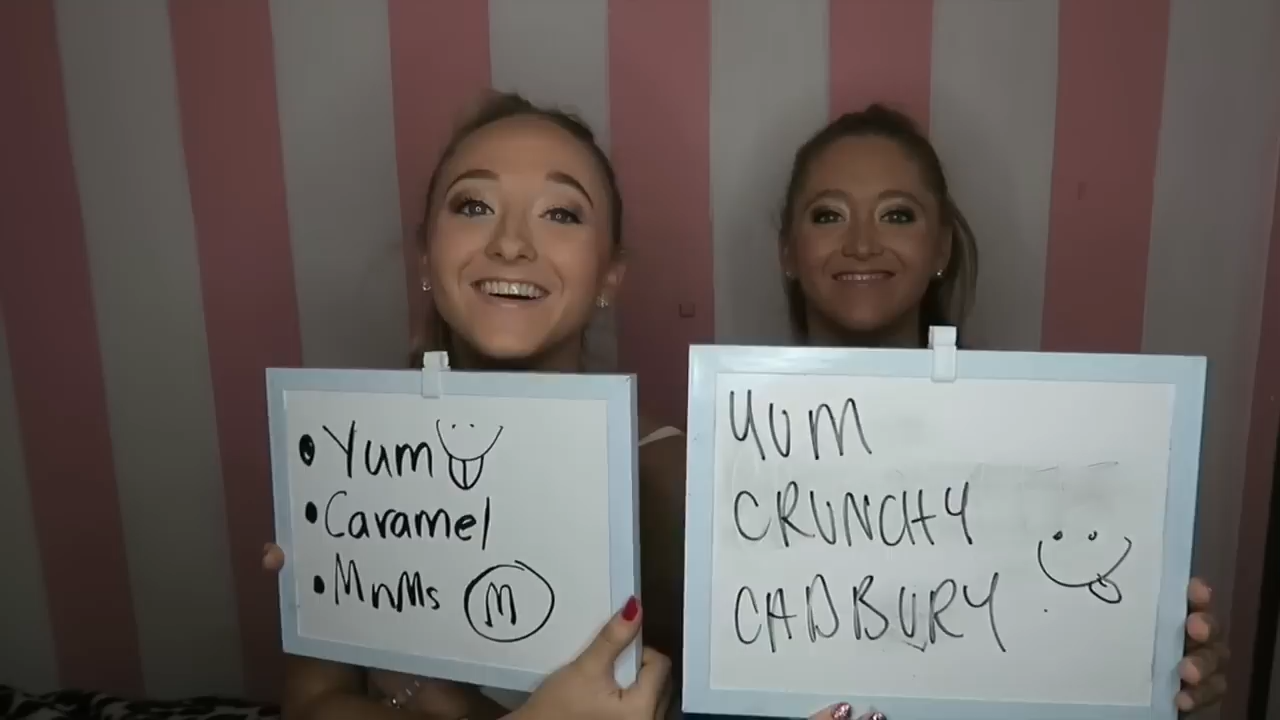 • Yum
• Caramel
• MnMs M
YUM
CRUNCHY
CADBURY